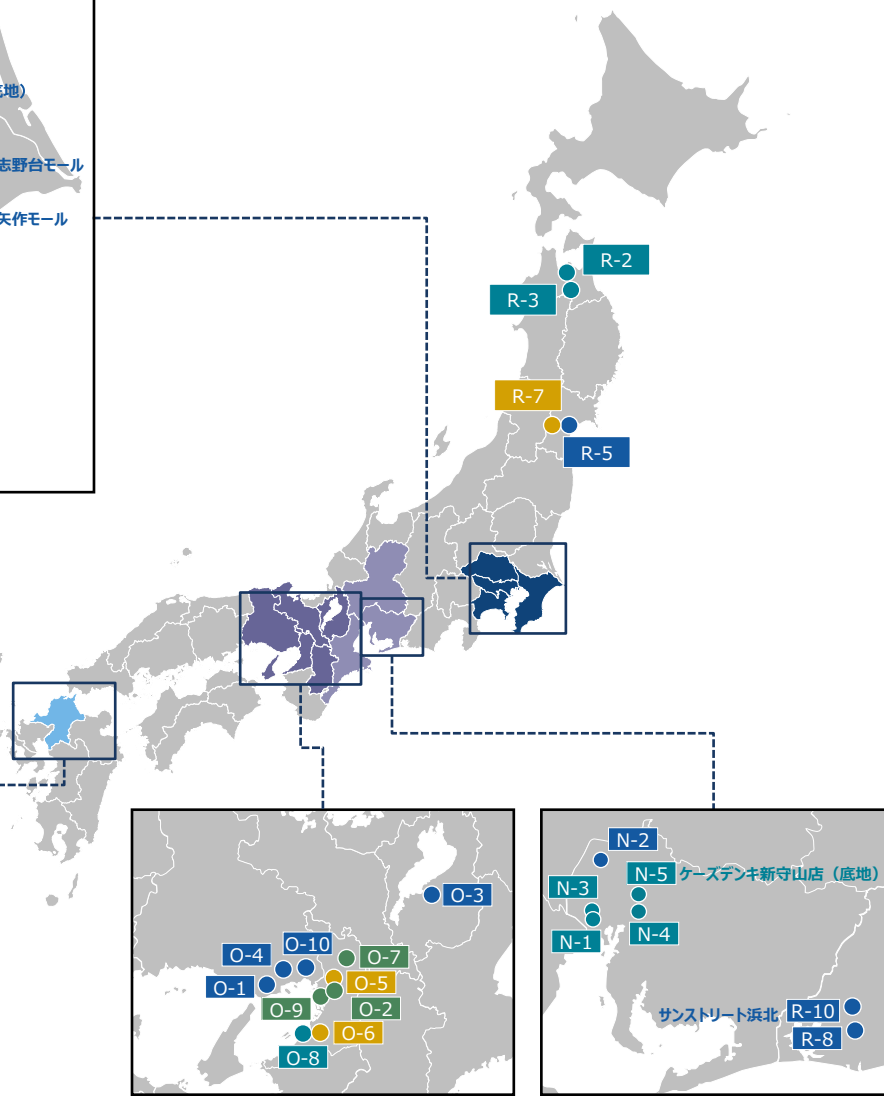 底地）
志野台モール
矢作モール
R-2
R-3
R-7
R-5
N-2
N-5 ケーズデンキ新守山店（底地）
N-3
N-4
N-1
サンストリート浜北 R-10
R-8
O-3
O-10
O-4
O-7
O-1
O-5
O-9
O-2
O-6
O-8